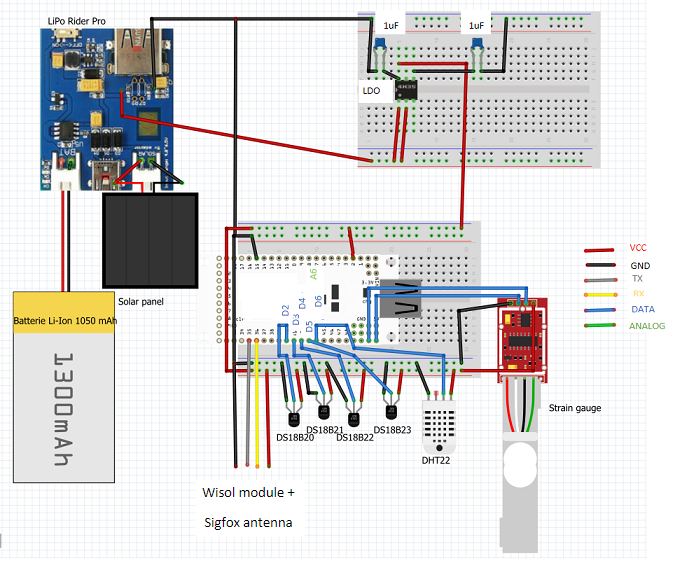 LiPo Rider Pro
1uF
1uF
LDO
4N35
Solar panel
Batterie Li-Ion 1050 mAh
1300mAh
A6
D2
D3
D4
D5
D6
VCC
GND
TX
RX
DATA
ANALOG
DS18B20
DS18B21
DS18B22
DS18B23
DHT22
Strain gauge
Wisol module +
Sigfox antenna